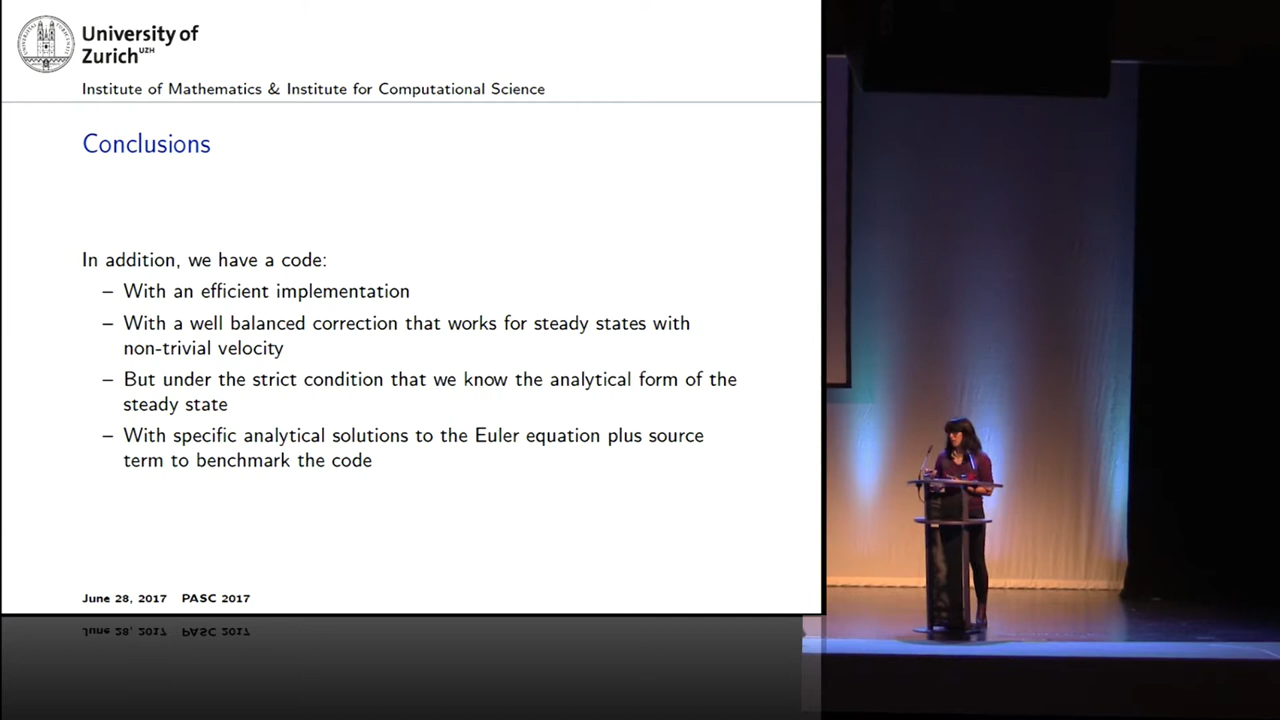 University of
Zurich UZH
Institute of Mathematics & Institute for Computational Science
Conclusions
In addition, we have a code:
– With an efficient implementation
– With a well balanced correction that works for steady states with
non-trivial velocity
– But under the strict condition that we know the analytical form of the
steady state
– With specific analytical solutions to the Euler equation plus source
term to benchmark the code
June 28, 2017 PASC 2017